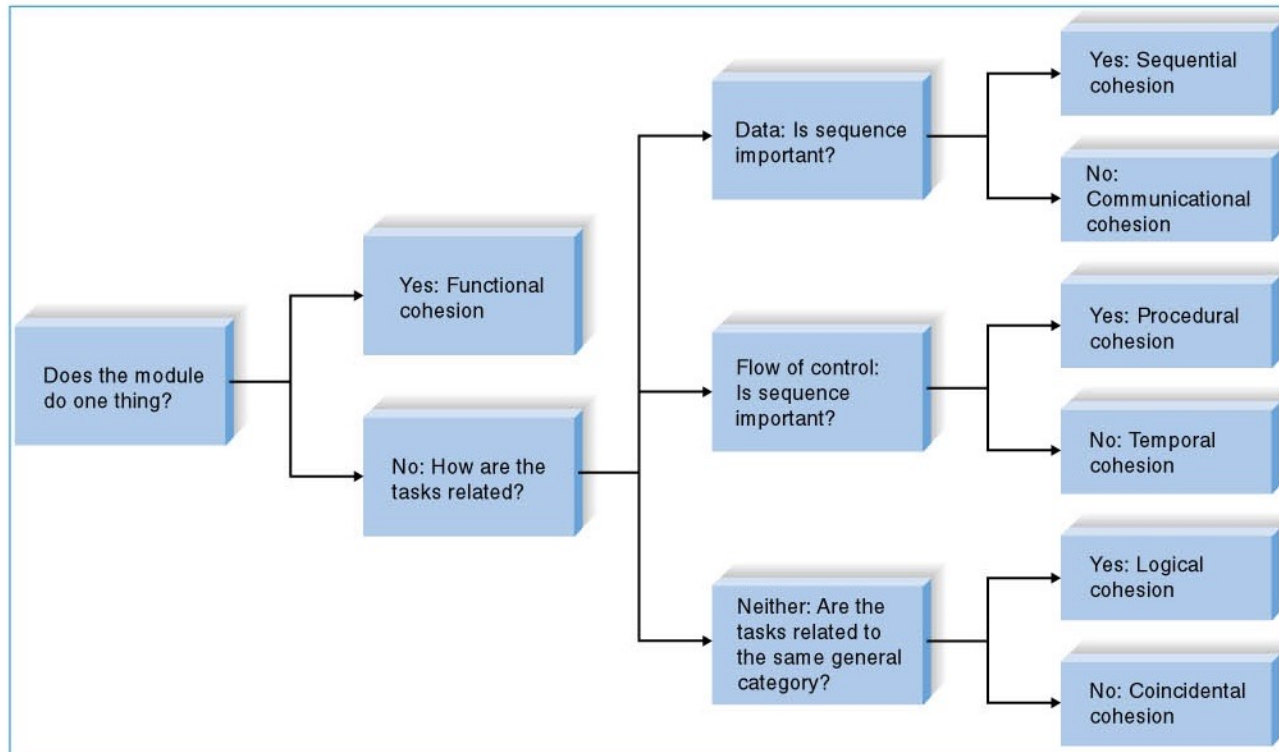 Does the module
do one thing?
Yes: Functional
cohesion
No: How are the
tasks related?
Data: Is sequence
important?
Yes: Sequential
cohesion
No:
Communicational
cohesion
Flow of control:
Is sequence
important?
Yes: Procedural
cohesion
No: Temporal
cohesion
Neither: Are the
tasks related to
the same general
category?
Yes: Logical
cohesion
No: Coincidental
cohesion